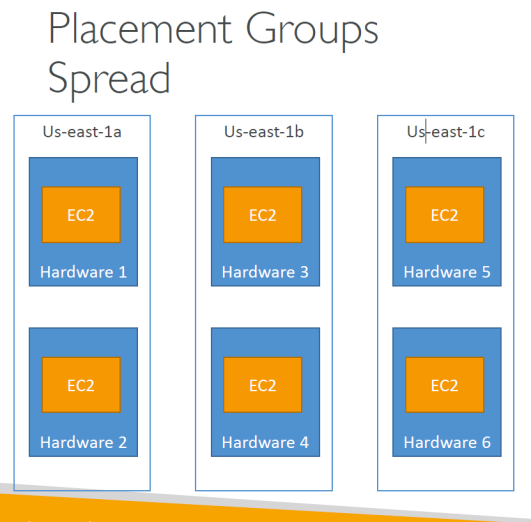 Placement Groups
Spread
Us-east-1a
EC2
Hardware 1
EC2
Hardware 2
Us-east-1b
EC2
Hardware 3
EC2
Hardware 4
Us-east-1c
EC2
Hardware 5
EC2
Hardware 6